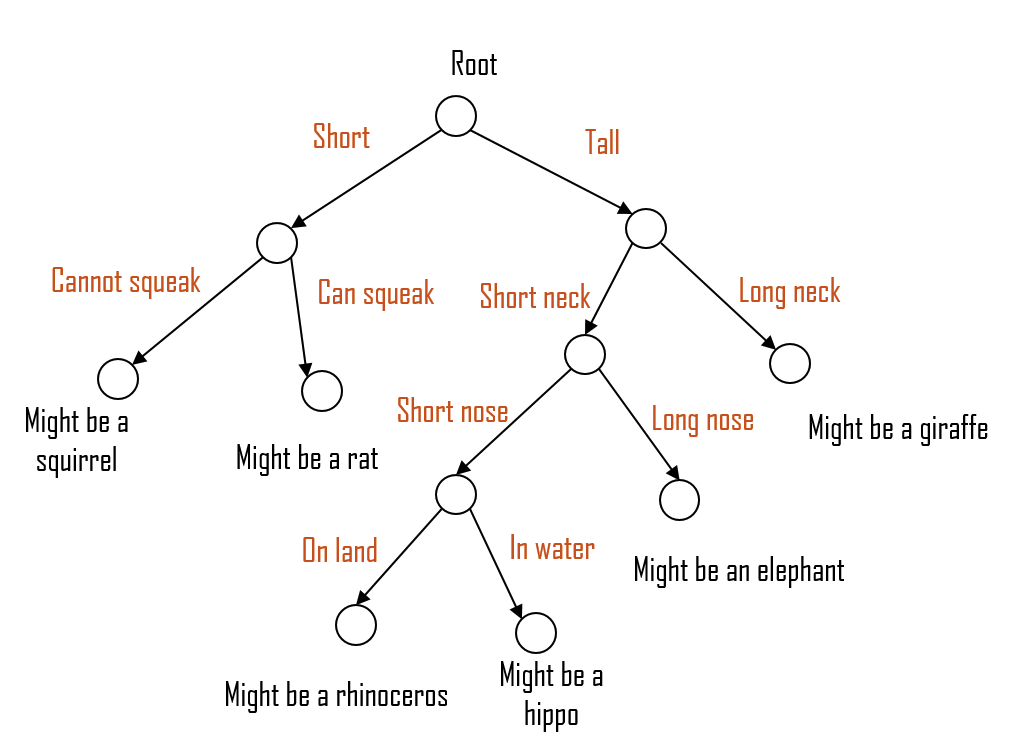 Root
Short
Tall
Cannot squeak
Can squeak
Short neck
Long neck
Might be a
squirrel
Might be a rat
Short nose
Long nose
Might be a giraffe
On land
In water
Might be an elephant
Might be a rhinoceros
Might be a
hippo